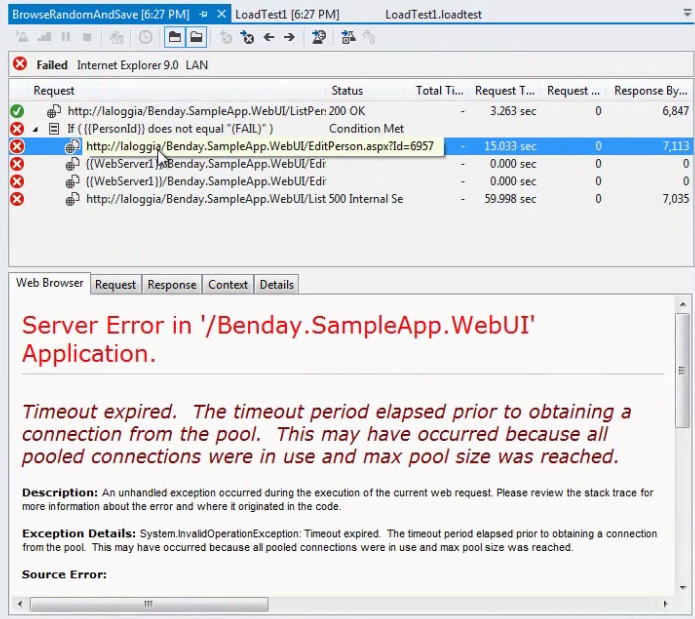 BrowseRandomAndSave [6:27 PM] LoadTest1 [6:27 PM] LoadTest1.loadtest
Failed Internet Explorer 9.0 LAN
Request Status Total Ti... Request T... Request ... Response By...
http://laloggia/Benday.SampleApp.WebUI/ListPer: 200 OK - 3.263 sec 0 6,847
If ( {{PersonId}} does not equal "(FAIL)" ) Condition Met
http://laloggia/Benday.SampleApp.WebUI/EditPerson.aspx?Id=6957 - 15.033 sec 0 7,113
{{WebServer1}}/Benday.SampleApp.WebUI/Edi - 0.000 sec 0 0
{{WebServer1}}/Benday.SampleApp.WebUI/Edi - 0.000 sec 0 0
http://laloggia/Benday.SampleApp.WebUI/List 500 Internal Se - 59.998 sec 0 7,035
Web Browser Request Response Context Details
Server Error in '/Benday.SampleApp.WebUI'
Application.
Timeout expired. The timeout period elapsed prior to obtaining a
connection from the pool. This may have occurred because all
pooled connections were in use and max pool size was reached.
Description: An unhandled exception occurred during the execution of the current web request. Please review the stack trace for
more information about the error and where it originated in the code.
Exception Details: System.InvalidOperationException: Timeout expired. The timeout period elapsed prior to obtaining a connection
from the pool. This may have occurred because all pooled connections were in use and max pool size was reached.
Source Error: